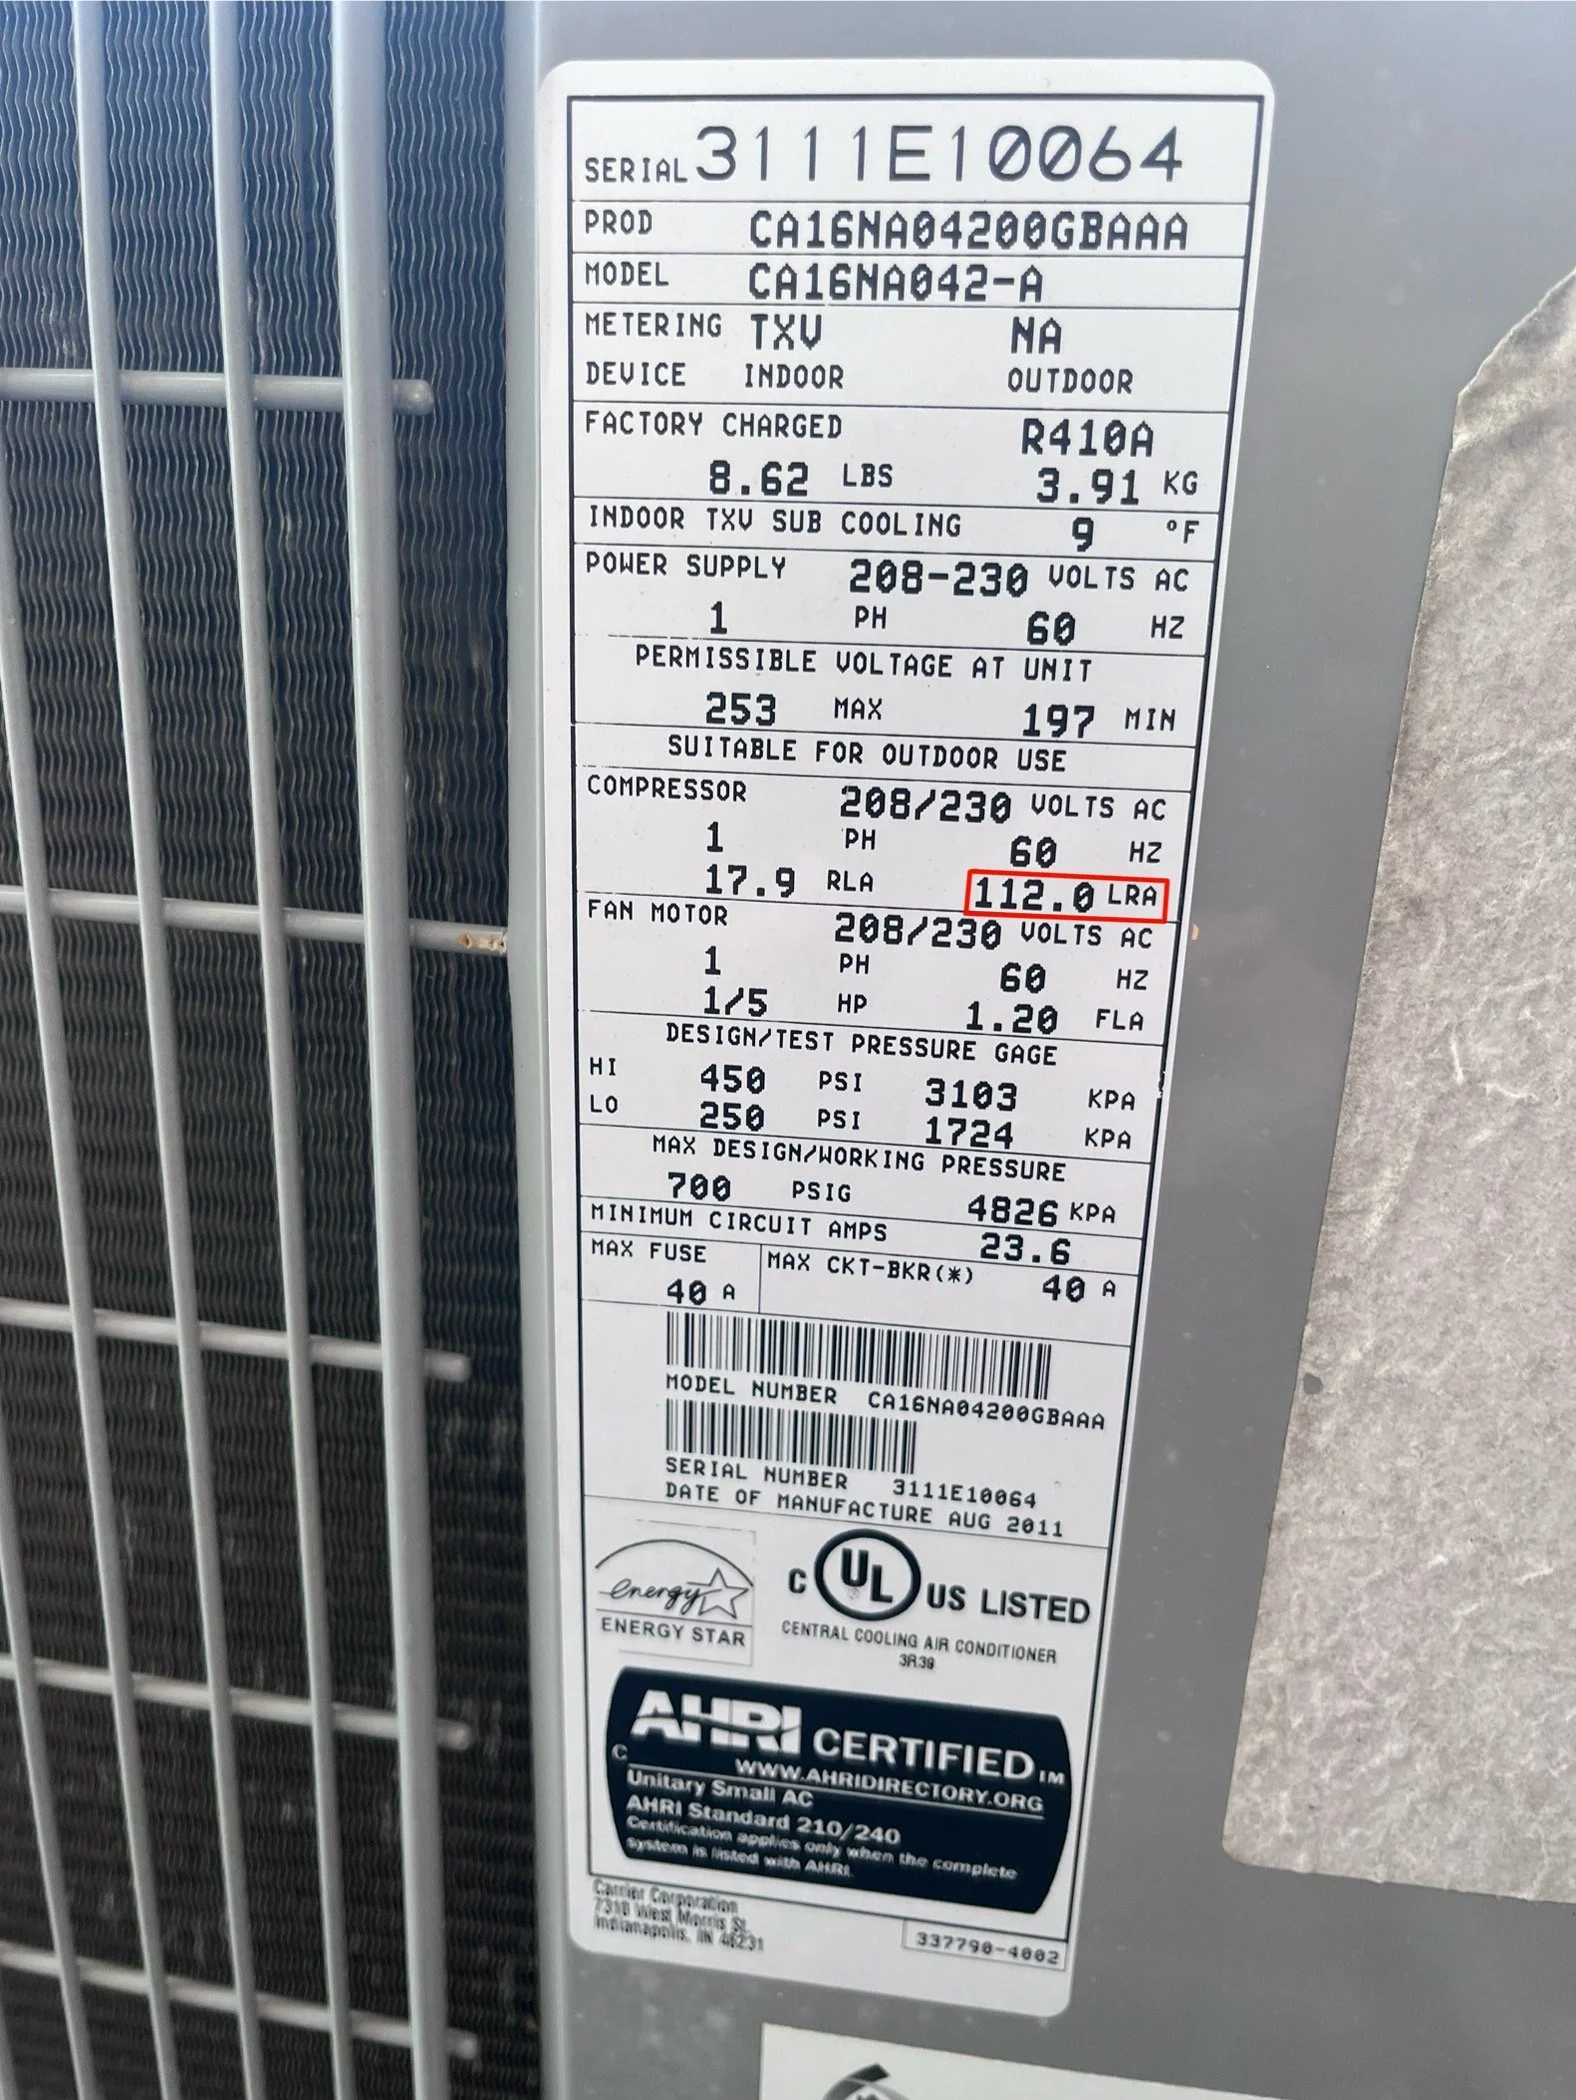 SERIAL 3111E10064
PROD CA16NA04200GBAAA
MODEL CA16NA042-A
METERING TXV NA
DEVICE INDOOR OUTDOOR
FACTORY CHARGED R410A
8.62 LBS 3.91 KG
INDOOR TXV SUB COOLING 9 °F
POWER SUPPLY 208-230 VOLTS AC
1 PH 60 HZ
PERMISSIBLE VOLTAGE AT UNIT
253 MAX 197 MIN
SUITABLE FOR OUTDOOR USE
COMPRESSOR 208/230 VOLTS AC
1 PH 60 HZ
17.9 RLA 112.0 LRA
FAN MOTOR 208/230 VOLTS AC
1 PH 60 HZ
1/5 HP 1.20 FLA
DESIGN/TEST PRESSURE GAGE
HI 450 PSI 3103 KPA
LO 250 PSI 1724 KPA
MAX DESIGN/WORKING PRESSURE
700 PSIG 4826 KPA
MINIMUM CIRCUIT AMPS 23.6
MAX FUSE MAX CKT-BKR(*)
40 A 40 A
MODEL NUMBER CA16NA04200GBAAA
SERIAL NUMBER 3111E10064
DATE OF MANUFACTURE AUG 2011
energy
ENERGY STAR
C UL US LISTED
CENTRAL COOLING AIR CONDITIONER
3R39
AHRI CERTIFIED TM
C
WWW.AHRIDIRECTORY.ORG
Unitary Small AC
AHRI Standard 210/240
Certification applies only when the complete
system is listed with AHRI.
Carrier Corporation
7310 West Morris St.
Indianapolis, IN 46231
337790-4002